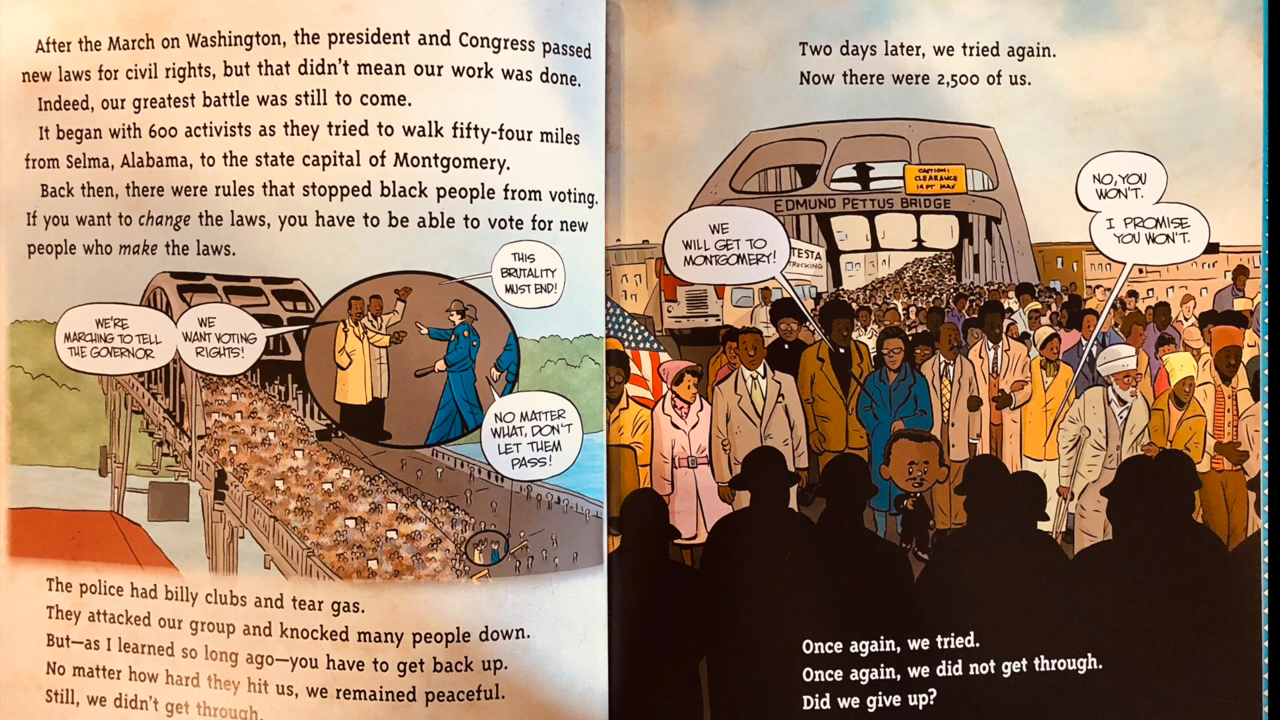 After the March on Washington, the president and Congress passed
new laws for civil rights, but that didn't mean our work was done.
Indeed, our greatest battle was still to come.
It began with 600 activists as they tried to walk fifty-four miles
from Selma, Alabama, to the state capital of Montgomery.
Back then, there were rules that stopped black people from voting.
If you want to change the laws, you have to be able to vote for new
people who make the laws.
WE'RE
MARCHING TO TELL
THE GOVERNOR
WE
WANT VOTING
RIGHTS!
THIS
BRUTALITY
MUST END!
NO MATTER
WHAT, DON'T
LET THEM
PASS!
The police had billy clubs and tear gas.
They attacked our group and knocked many people down.
But—as I learned so long ago—you have to get back up.
No matter how hard they hit us, we remained peaceful.
Still, we didn't get through.
Two days later, we tried again.
Now there were 2,500 of us.
CAUTION!
CLEARANCE
14 FT MAX
EDMUND PETTUS BRIDGE
WE
WILL GET TO
MONTGOMERY!
TESTA
TRUCKING
NO, YOU
WON'T.
I PROMISE
YOU WON'T.
Once again, we tried.
Once again, we did not get through.
Did we give up?